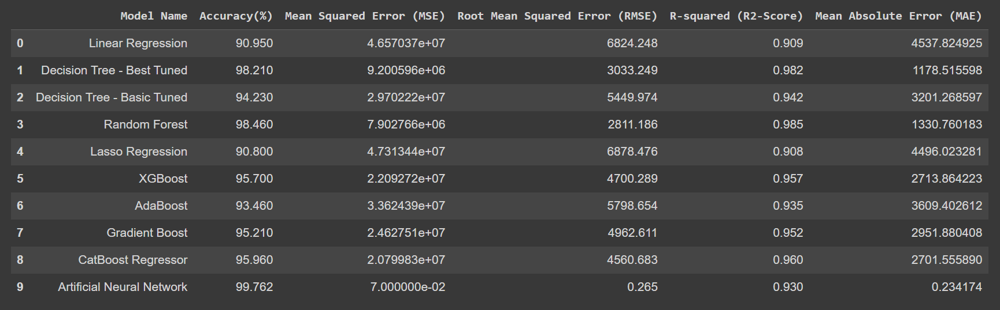 Model Name Accuracy(%) Mean Squared Error (MSE) Root Mean Squared Error (RMSE) R-squared (R2-Score) Mean Absolute Error (MAE)
0 Linear Regression 90.950 4.657037e+07 6824.248 0.909 4537.824925
1 Decision Tree - Best Tuned 98.210 9.200596e+06 3033.249 0.982 1178.515598
2 Decision Tree - Basic Tuned 94.230 2.970222e+07 5449.974 0.942 3201.268597
3 Random Forest 98.460 7.902766e+06 2811.186 0.985 1330.760183
4 Lasso Regression 90.800 4.731344e+07 6878.476 0.908 4496.023281
5 XGBoost 95.700 2.209272e+07 4700.289 0.957 2713.864223
6 AdaBoost 93.460 3.362439e+07 5798.654 0.935 3609.402612
7 Gradient Boost 95.210 2.462751e+07 4962.611 0.952 2951.880408
8 CatBoost Regressor 95.960 2.079983e+07 4560.683 0.960 2701.555890
9 Artificial Neural Network 99.762 7.000000e-02 0.265 0.930 0.234174